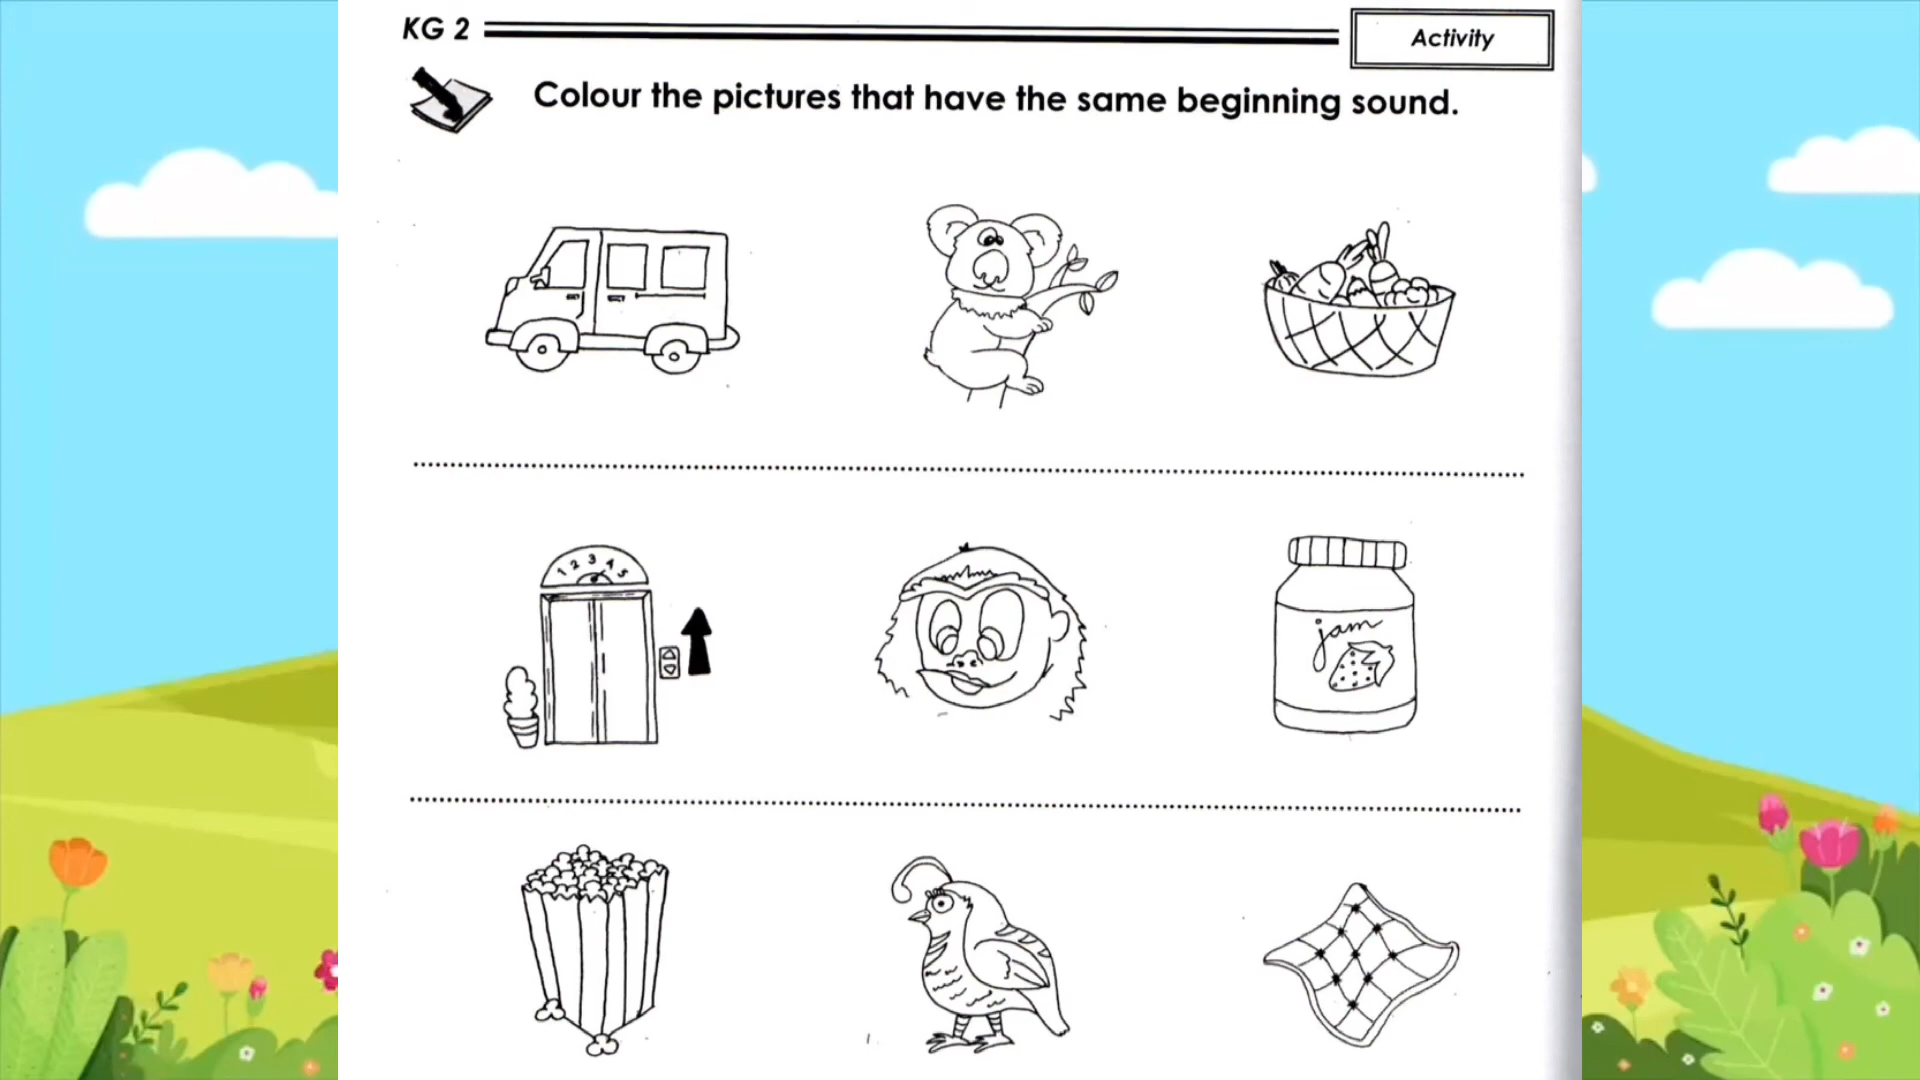 KG 2
Activity
Colour the pictures that have the same beginning sound.
1 2 3 4 5
jam